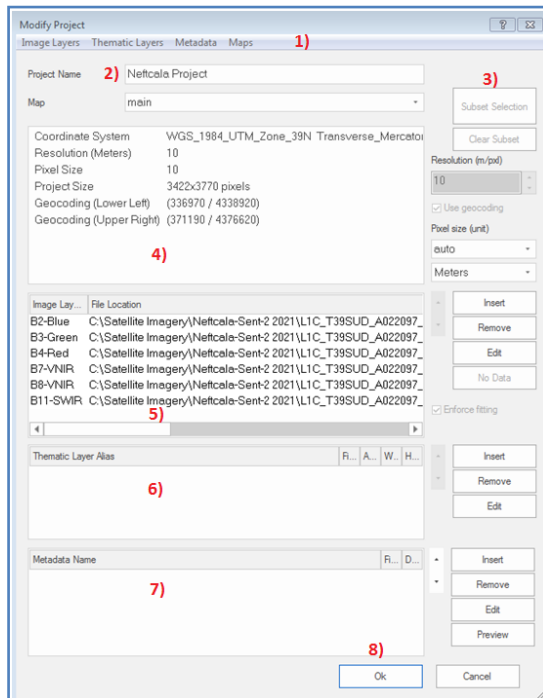 Modify Project
Image Layers Thematic Layers Metadata Maps 1)
Project Name 2) Neftcala Project
3)
Map main
Subset Selection
Clear Subset
Coordinate System WGS_1984_UTM_Zone_39N Transverse_Mercator
Resolution (Meters) 10
Pixel Size 10
Project Size 3422x3770 pixels
Geocoding (Lower Left) (336970 / 4338920)
Geocoding (Upper Right) (371190 / 4376620)
4)
Resolution (m/pxl)
10
Use geocoding
Pixel size (unit)
auto
Meters
Image Lay... File Location
B2-Blue C:\Satellite Imagery\Neftcala-Sent-2 2021\L1C_T39SUD_A022097_
B3-Green C:\Satellite Imagery\Neftcala-Sent-2 2021\L1C_T39SUD_A022097_
B4-Red C:\Satellite Imagery\Neftcala-Sent-2 2021\L1C_T39SUD_A022097_
B7-VNIR C:\Satellite Imagery\Neftcala-Sent-2 2021\L1C_T39SUD_A022097_
B8-VNIR C:\Satellite Imagery\Neftcala-Sent-2 2021\L1C_T39SUD_A022097_
B11-SWIR C:\Satellite Imagery\Neftcala-Sent-2 2021\L1C_T39SUD_A022097_
5)
Insert
Remove
Edit
No Data
Enforce fitting
Thematic Layer Alias Fi... A... W... H...
6)
Insert
Remove
Edit
Metadata Name Fi... D...
7)
Insert
Remove
Edit
Preview
8)
Ok Cancel